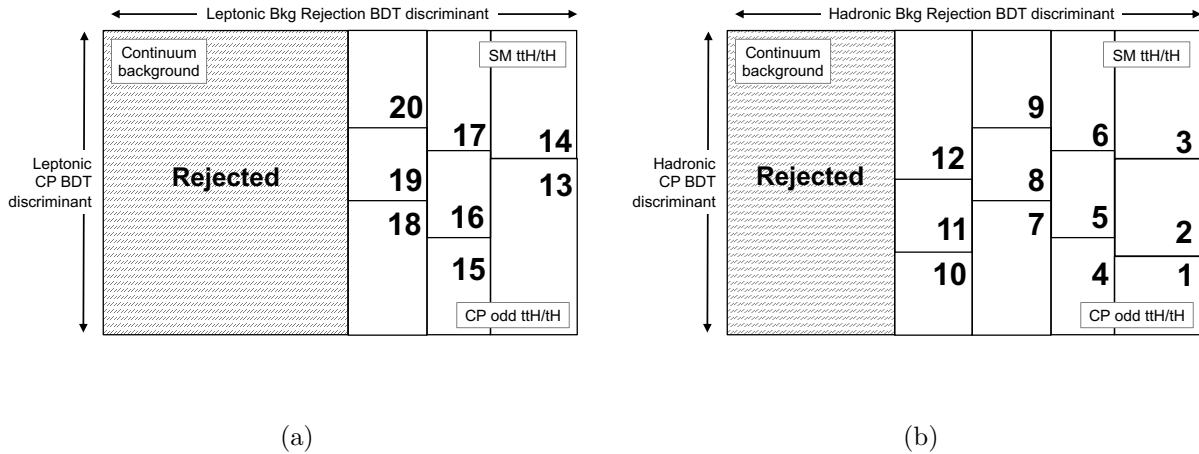 Leptonic Bkg Rejection BDT discriminant
Continuum
background
SM ttH/tH
20
17
14
Leptonic
CP BDT
discriminant
Rejected
19
13
18
16
15
CP odd ttH/tH
(a)
Hadronic Bkg Rejection BDT discriminant
Continuum
background
SM ttH/tH
9
6
3
12
Hadronic
CP BDT
discriminant
Rejected
8
11
7
5
2
10
4
1
CP odd ttH/tH
(b)